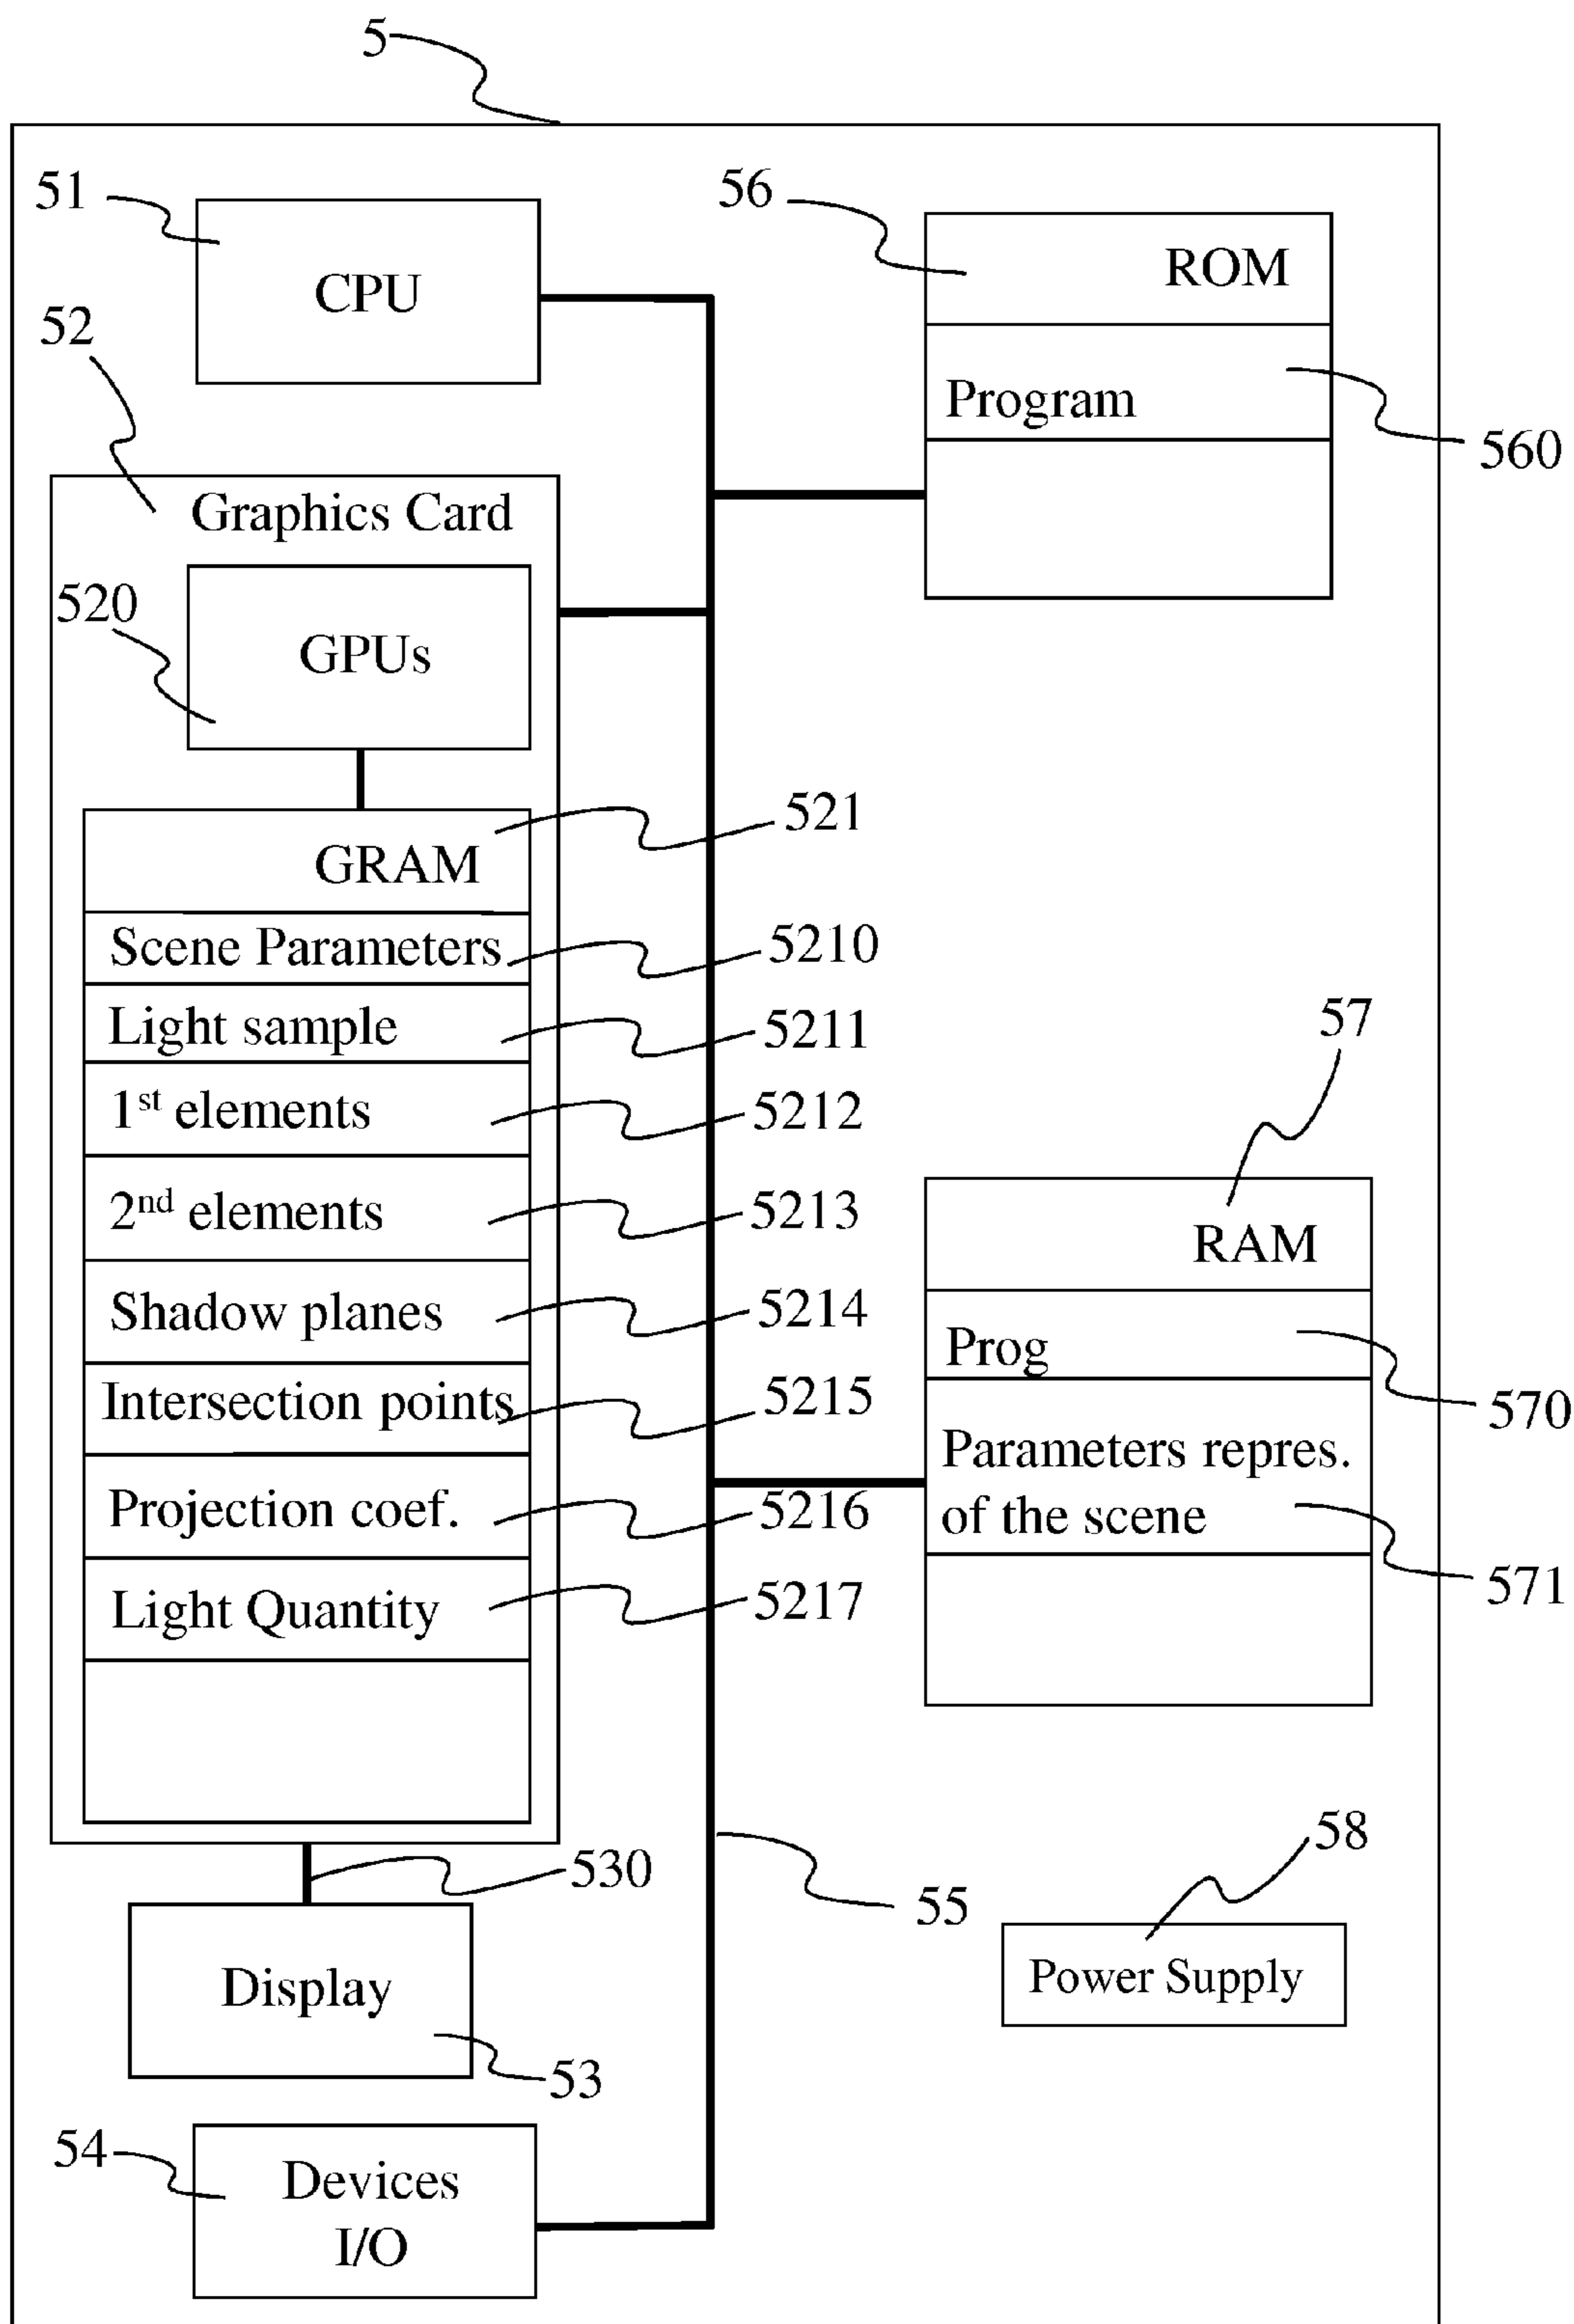 5
51
CPU
56
ROM
52
Program
560
Graphics Card
520
GPUs
521
GRAM
Scene Parameters
5210
Light sample
5211
1st elements
5212
2nd elements
5213
Shadow planes
5214
Intersection points
5215
Projection coef.
5216
Light Quantity
5217
57
RAM
Prog
570
Parameters repres.
of the scene
571
530
55
58
Power Supply
Display
53
54
Devices
I/O